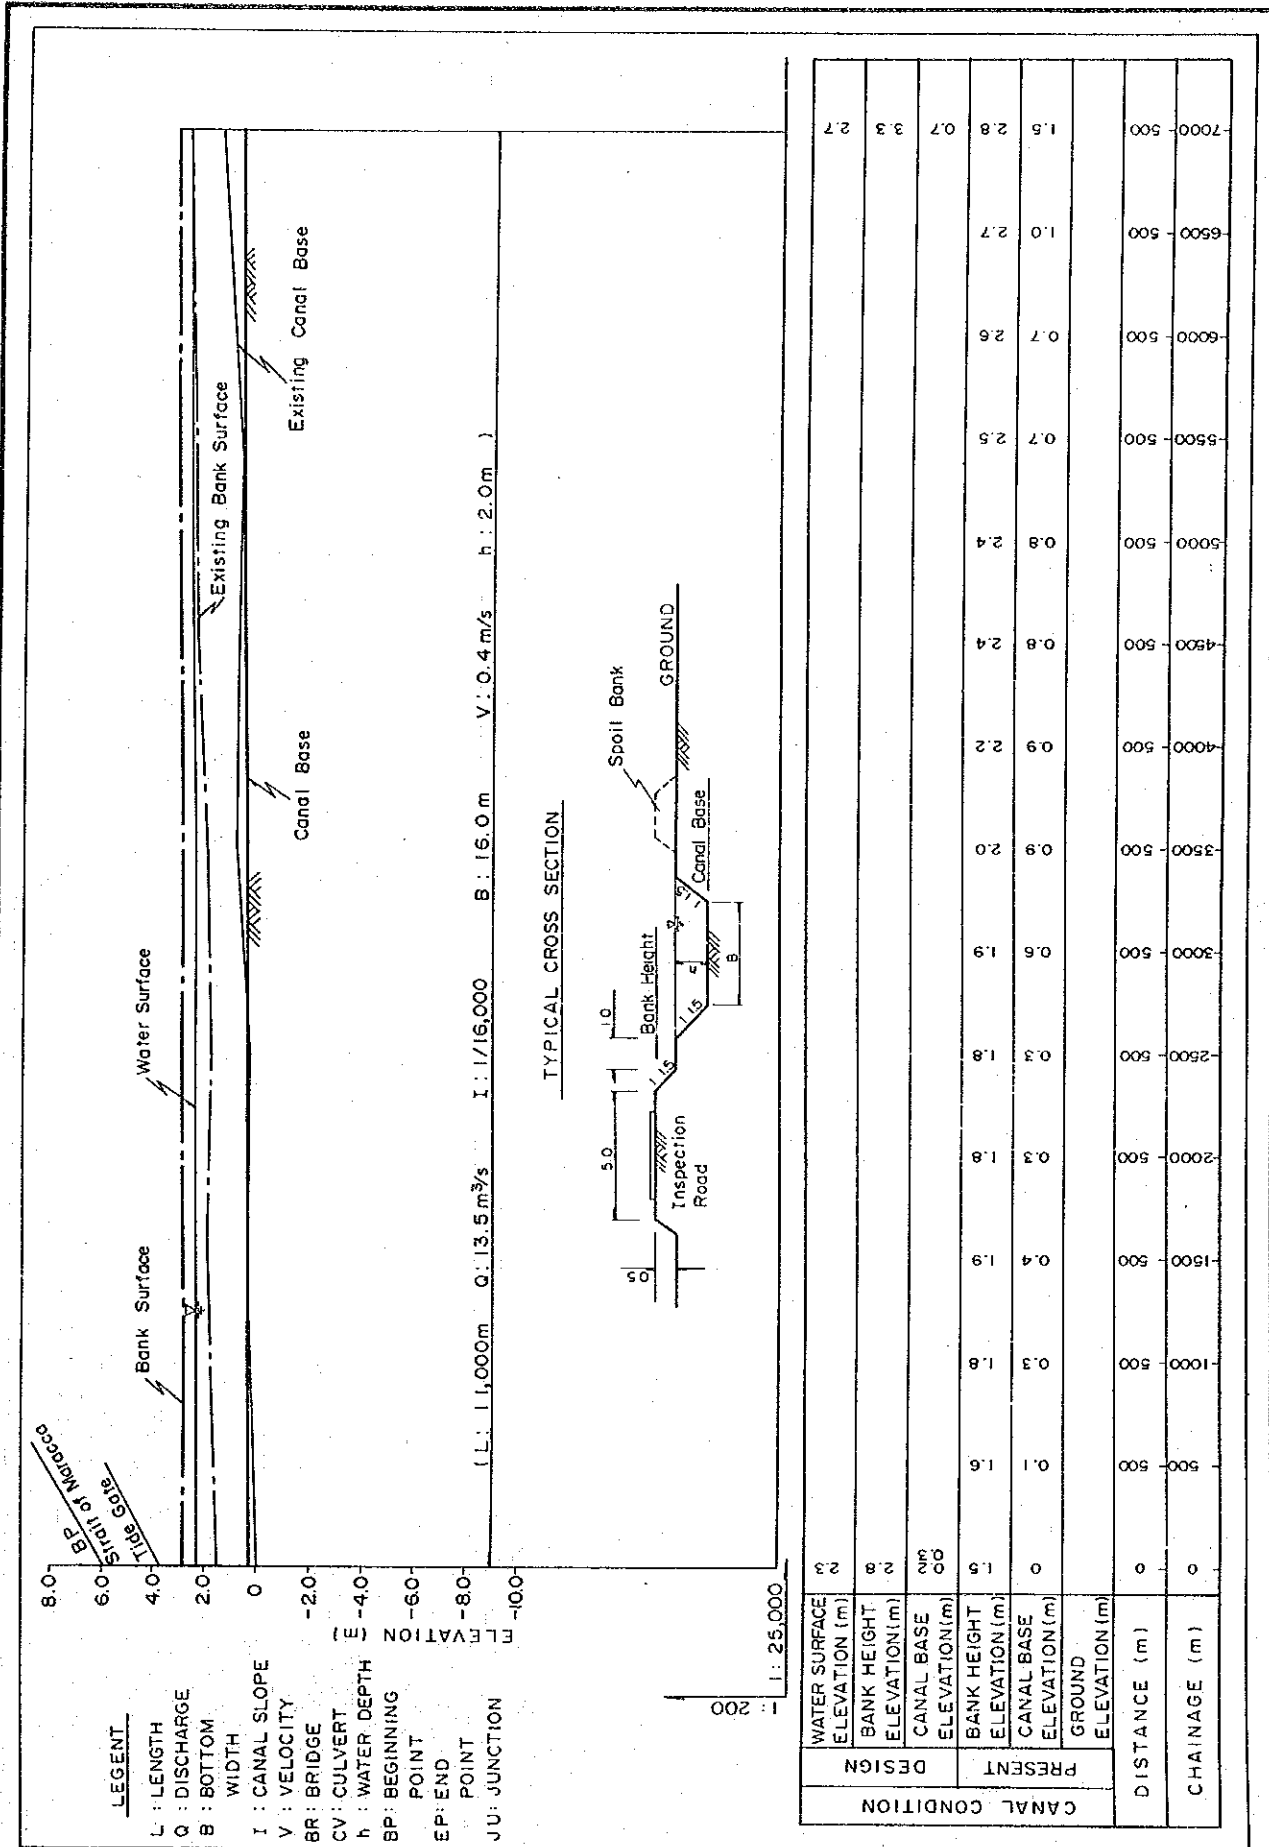 LEGENT
L : LENGTH
Q : DISCHARGE
B : BOTTOM
WIDTH
I : CANAL SLOPE
V : VELOCITY
BR : BRIDGE
CV : CULVERT
h : WATER DEPTH
BP : BEGINNING
POINT
EP : END
POINT
JU : JUNCTION
BP
Strait of Maracca
Tide Gate
8.0
6.0
4.0
2.0
0
-2.0
-4.0
-6.0
-8.0
-10.0
ELEVATION (m)
Bank Surface
Water Surface
Existing Bank Surface
Canal Base
Existing Canal Base
( L : 11,000m Q : 13.5 m³/s I : 1/16,000 B : 16.0 m V : 0.4 m/s h : 2.0m )
TYPICAL CROSS SECTION
5.0
1.0
0.5
1 1.5
1 1.5
1 1.5
h
B
Bank Height
Inspection
Road
Canal Base
Spoil Bank
GROUND
1 : 200
1 : 25,000
CANAL CONDITION
DESIGN
WATER SURFACE
ELEVATION (m)
2.3 2.7
BANK HEIGHT
ELEVATION (m)
2.8 3.3
CANAL BASE
ELEVATION (m)
0.3 0.7
PRESENT
BANK HEIGHT
ELEVATION (m)
1.5 1.6 1.8 1.9 1.8 1.8 1.9 2.0 2.2 2.4 2.4 2.5 2.6 2.7 2.8
CANAL BASE
ELEVATION (m)
0 0.1 0.3 0.4 0.3 0.3 0.6 0.9 0.9 0.8 0.8 0.7 0.7 1.0 1.5
GROUND
ELEVATION (m)
DISTANCE (m)
0 500 500 500 500 500 500 500 500 500 500 500 500 500 500
CHAINAGE (m)
0 500 1000 1500 2000 2500 3000 3500 4000 4500 5000 5500 6000 6500 7000